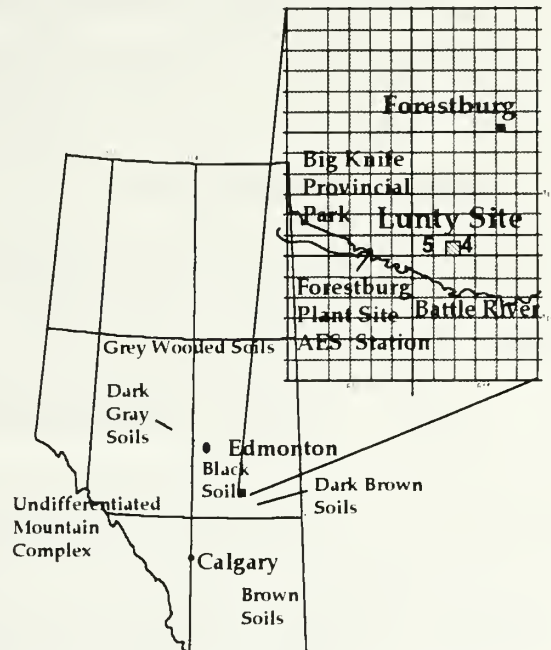 Forestburg
Big Knife
Provincial
Park
Lunty Site
5 4
Forestburg
Plant Site
AES Station
Battle River
Grey Wooded Soils
Dark
Gray
Soils
Edmonton
Black
Soils
Dark Brown
Soils
Undifferentiated
Mountain
Complex
Calgary
Brown
Soils